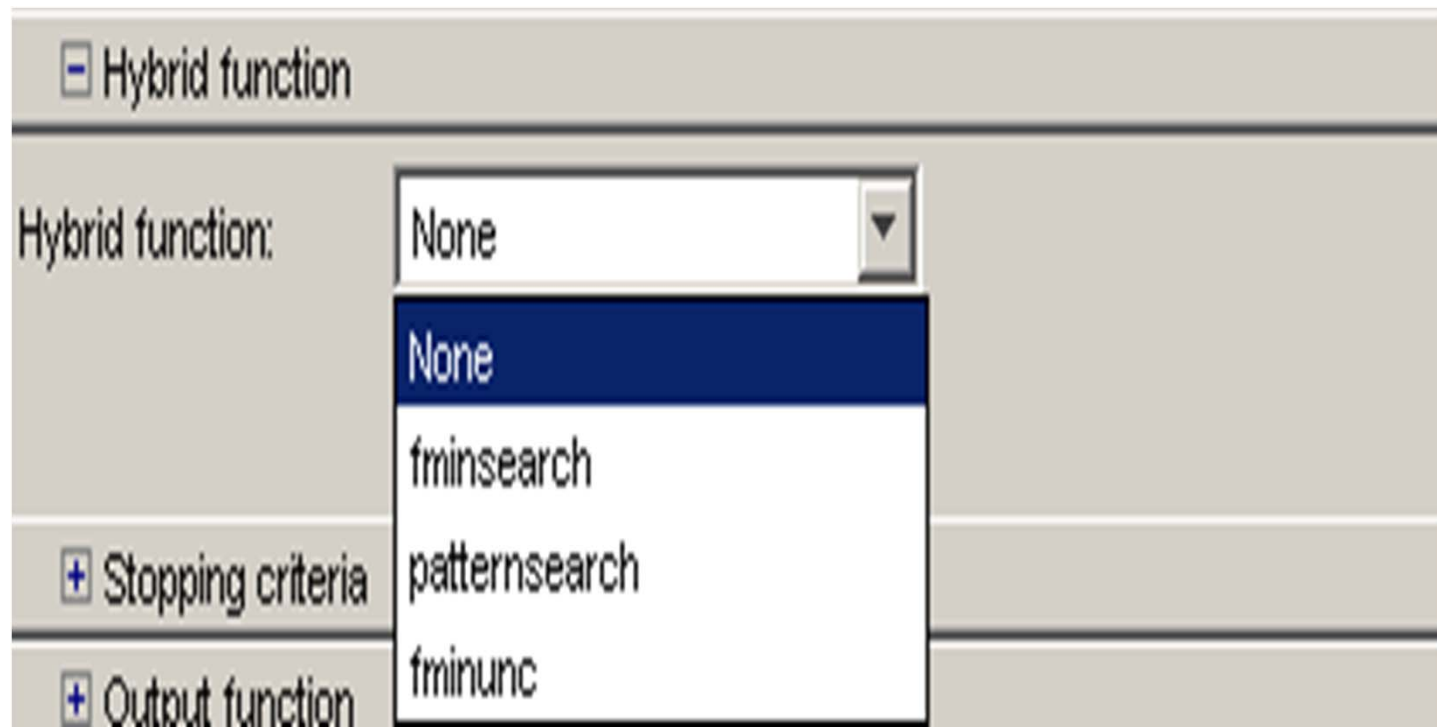 Hybrid function
Hybrid function:
None
None
fminsearch
patternsearch
fminunc
Stopping criteria
Output function